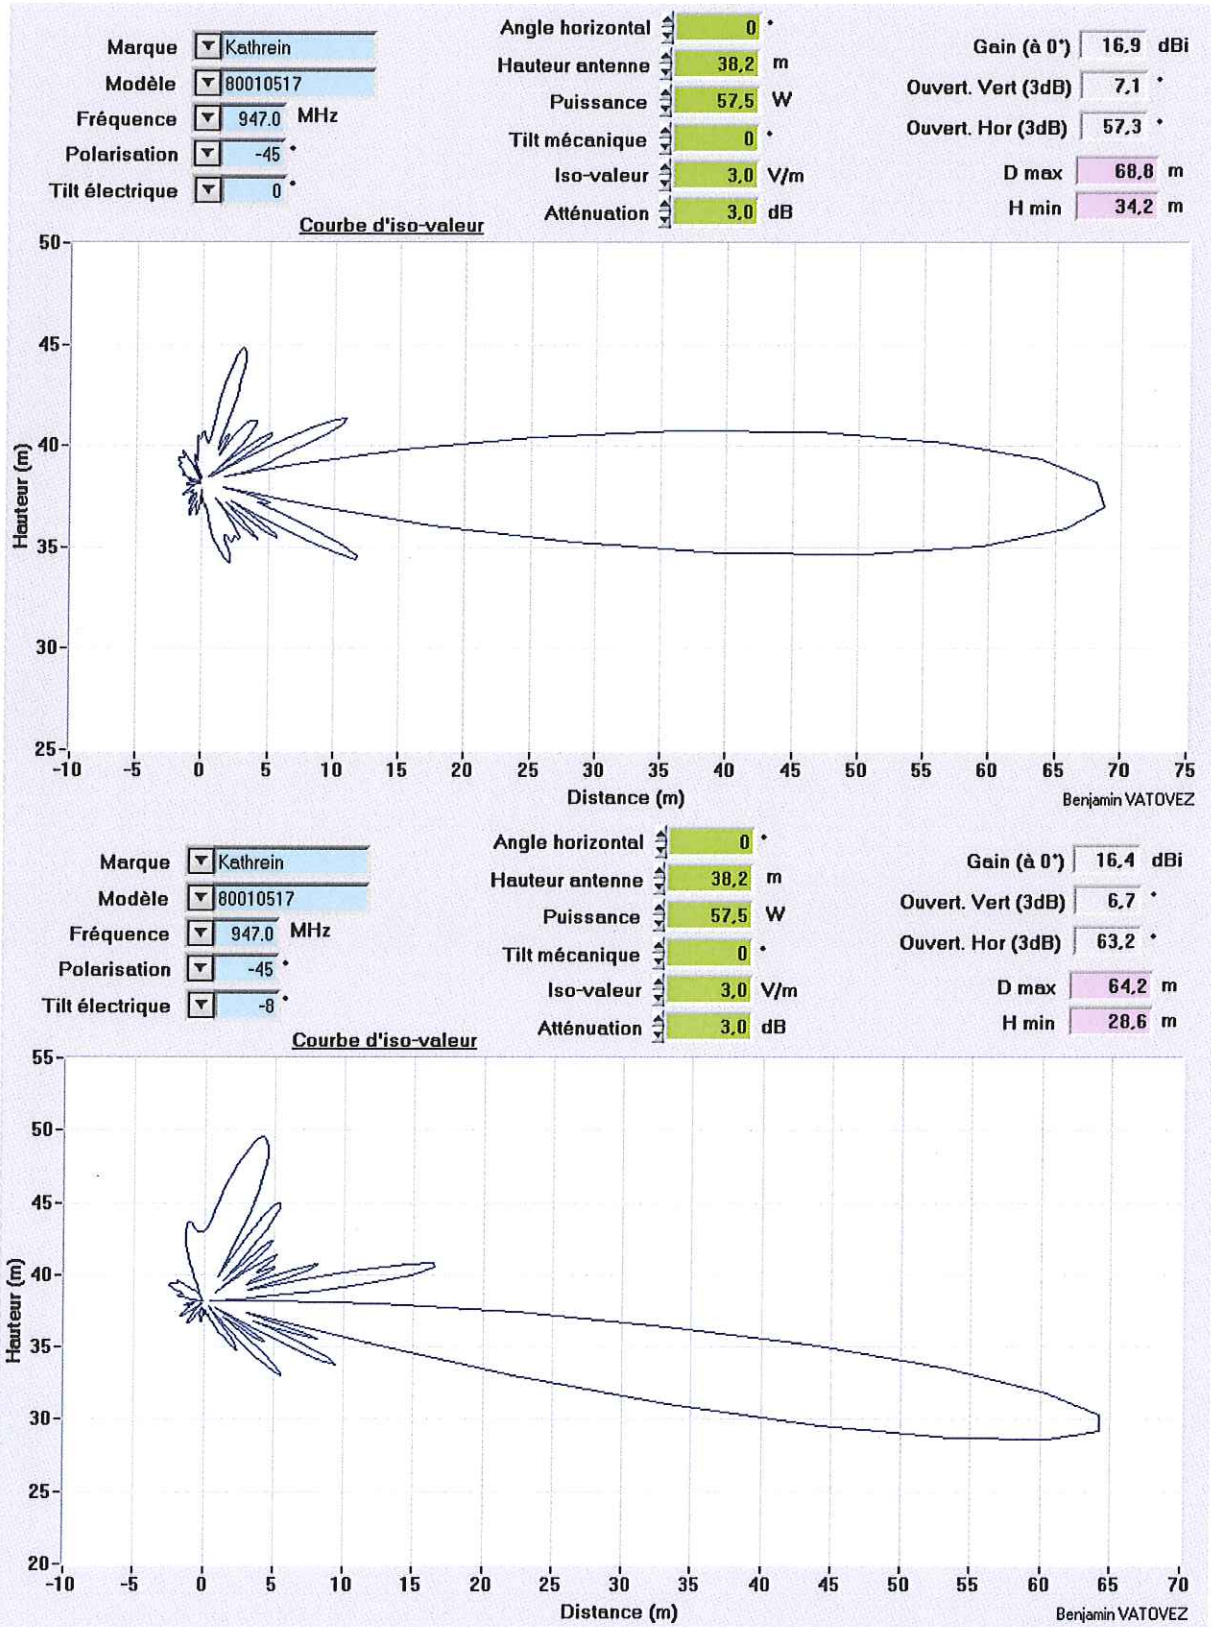 Marque Kathrein
Modèle 80010517
Fréquence 947.0 MHz
Polarisation -45 °
Tilt électrique 0 °
Angle horizontal 0 °
Hauteur antenne 38,2 m
Puissance 57,5 W
Tilt mécanique 0 °
Iso-valeur 3,0 V/m
Atténuation 3,0 dB
Gain (à 0°) 16,9 dBi
Ouvert. Vert (3dB) 7,1 °
Ouvert. Hor (3dB) 57,3 °
D max 68,8 m
H min 34,2 m
Courbe d'iso-valeur
Hauteur (m)
50
45
40
35
30
25
-10 -5 0 5 10 15 20 25 30 35 40 45 50 55 60 65 70 75
Distance (m)
Benjamin VATOVEZ
Marque Kathrein
Modèle 80010517
Fréquence 947.0 MHz
Polarisation -45 °
Tilt électrique -8 °
Angle horizontal 0 °
Hauteur antenne 38,2 m
Puissance 57,5 W
Tilt mécanique 0 °
Iso-valeur 3,0 V/m
Atténuation 3,0 dB
Gain (à 0°) 16,4 dBi
Ouvert. Vert (3dB) 6,7 °
Ouvert. Hor (3dB) 63,2 °
D max 64,2 m
H min 28,6 m
Courbe d'iso-valeur
Hauteur (m)
55
50
45
40
35
30
25
20
-10 -5 0 5 10 15 20 25 30 35 40 45 50 55 60 65 70
Distance (m)
Benjamin VATOVEZ